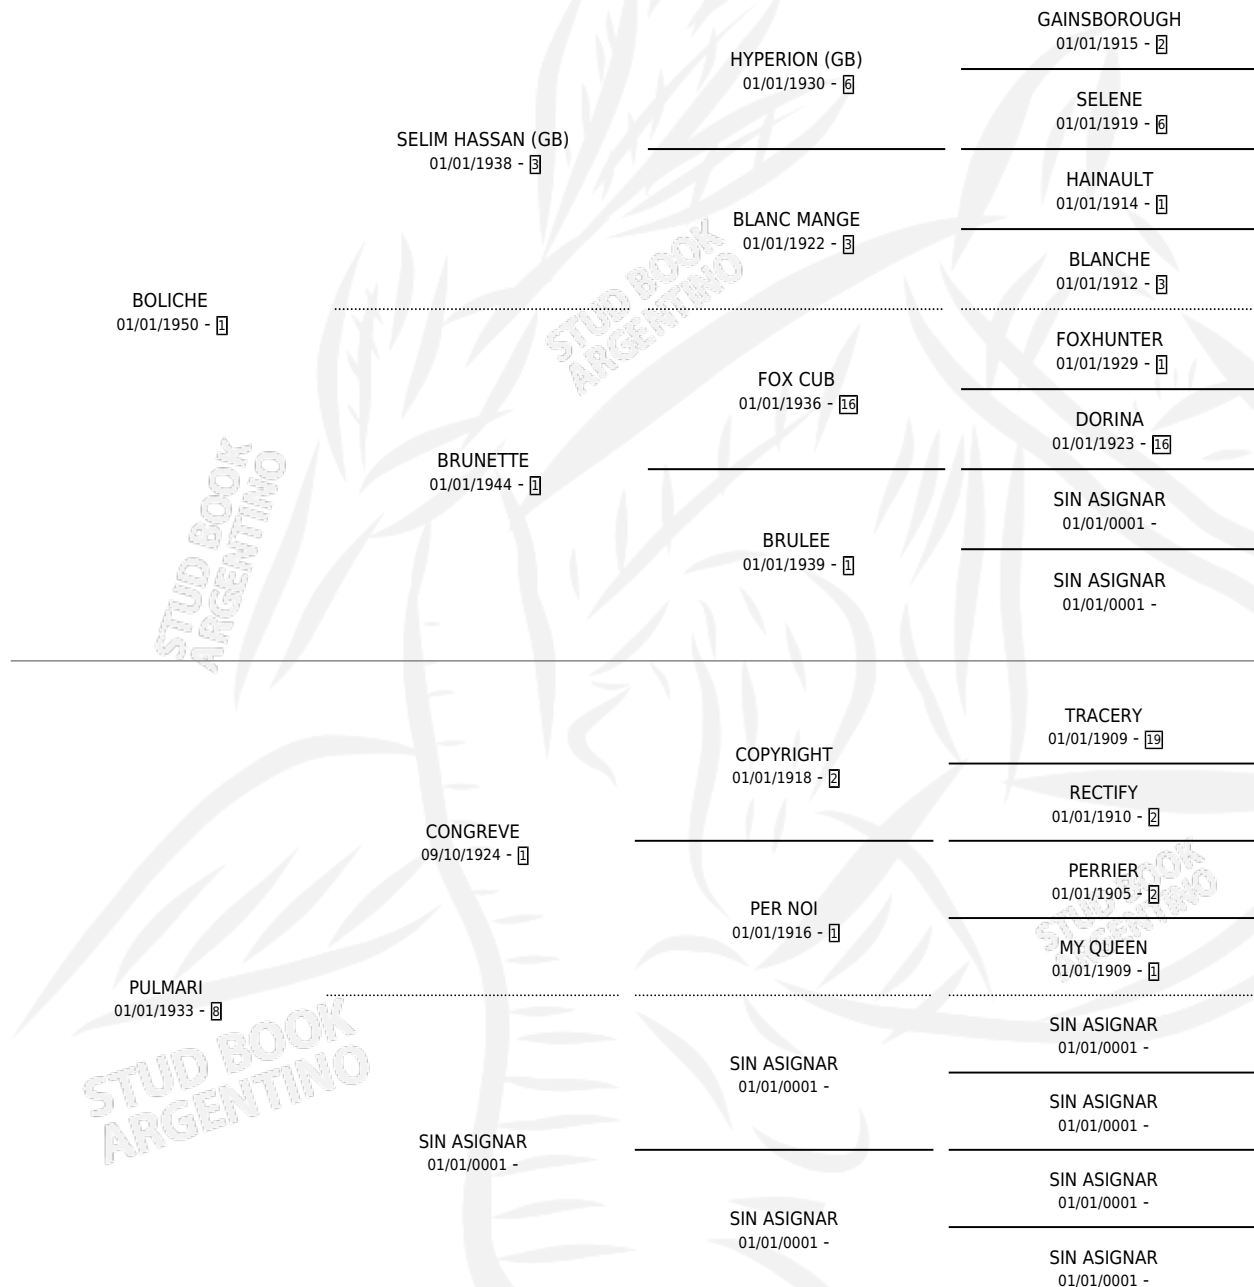 GAINSBOROUGH
01/01/1915 - 2
HYPERION (GB)
01/01/1930 - 6
SELENE
01/01/1919 - 6
SELIM HASSAN (GB)
01/01/1938 - 3
HAINAULT
01/01/1914 - 1
BLANC MANGE
01/01/1922 - 3
BLANCHE
01/01/1912 - 3
BOLICHE
01/01/1950 - 1
FOXHUNTER
01/01/1929 - 1
FOX CUB
01/01/1936 - 16
DORINA
01/01/1923 - 16
BRUNETTE
01/01/1944 - 1
SIN ASIGNAR
01/01/0001 -
BRULEE
01/01/1939 - 1
SIN ASIGNAR
01/01/0001 -
TRACERY
01/01/1909 - 19
COPYRIGHT
01/01/1918 - 2
RECTIFY
01/01/1910 - 2
CONGREVE
09/10/1924 - 1
PERRIER
01/01/1905 - 2
PER NOI
01/01/1916 - 1
MY QUEEN
01/01/1909 - 1
PULMARI
01/01/1933 - 8
SIN ASIGNAR
01/01/0001 -
SIN ASIGNAR
01/01/0001 -
SIN ASIGNAR
01/01/0001 -
SIN ASIGNAR
01/01/0001 -
SIN ASIGNAR
01/01/0001 -
SIN ASIGNAR
01/01/0001 -
SIN ASIGNAR
01/01/0001 -
STUD BOOK
ARGENTINO
STUD BOOK
ARGENTINO
STUD BOOK
ARGENTINO
STUD BOOK
ARGENTINO